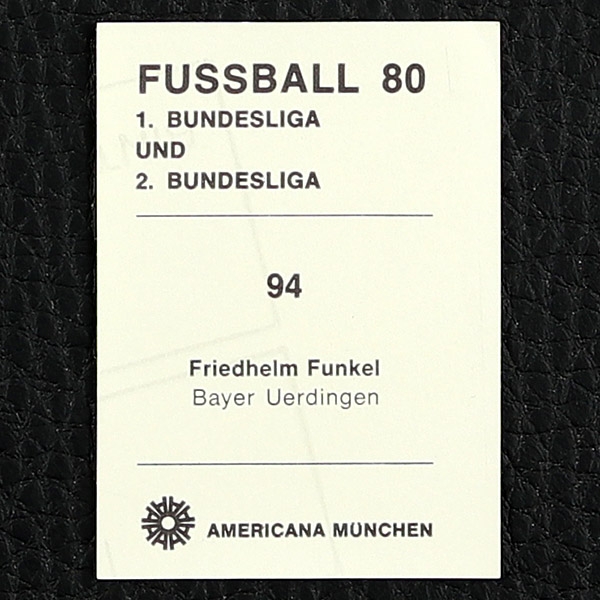 FUSSBALL 80
1. BUNDESLIGA
UND
2. BUNDESLIGA
94
Friedhelm Funkel
Bayer Uerdingen
AMERICANA MÜNCHEN